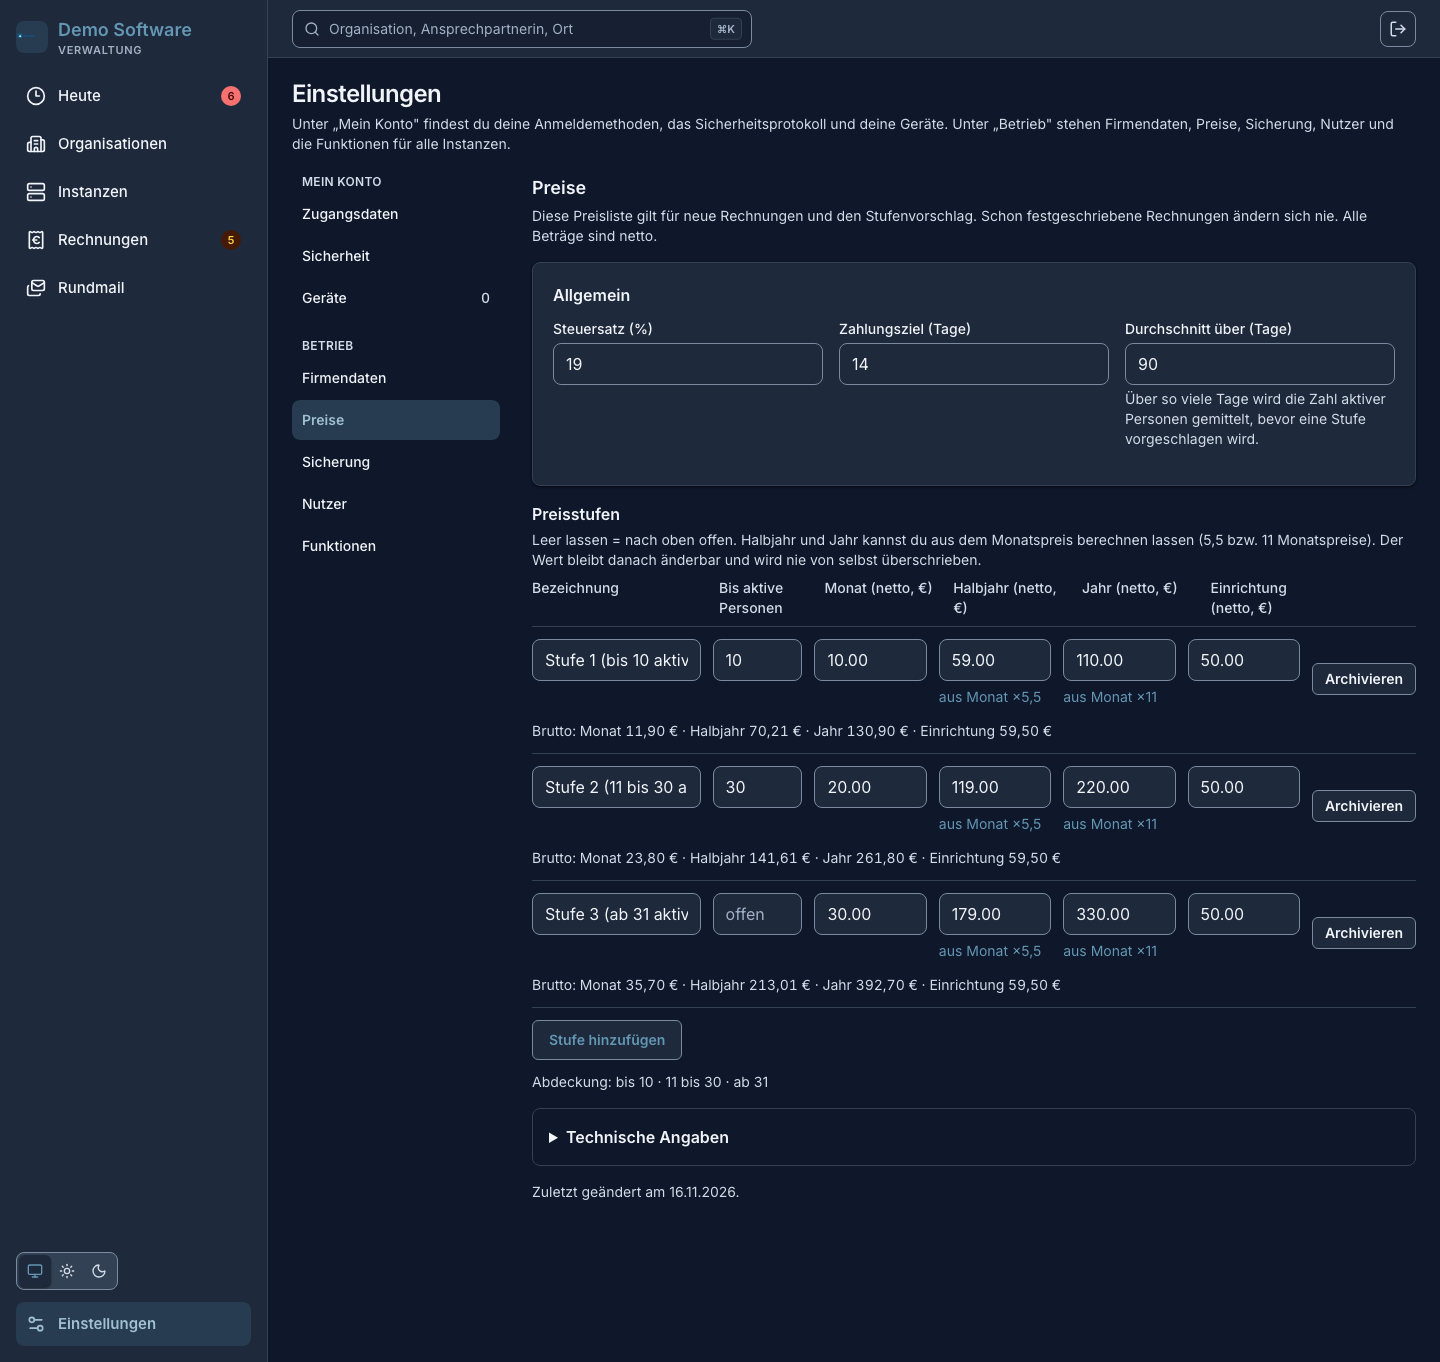 Demo Software
VERWALTUNG
Heute
6
Organisationen
Instanzen
Rechnungen
5
Rundmail
Einstellungen
Organisation, Ansprechpartnerin, Ort
⌘K
Einstellungen
Unter „Mein Konto" findest du deine Anmeldemethoden, das Sicherheitsprotokoll und deine Geräte. Unter „Betrieb" stehen Firmendaten, Preise, Sicherung, Nutzer und
die Funktionen für alle Instanzen.
MEIN KONTO
Zugangsdaten
Sicherheit
Geräte
0
BETRIEB
Firmendaten
Preise
Sicherung
Nutzer
Funktionen
Preise
Diese Preisliste gilt für neue Rechnungen und den Stufenvorschlag. Schon festgeschriebene Rechnungen ändern sich nie. Alle
Beträge sind netto.
Allgemein
Steuersatz (%)
19
Zahlungsziel (Tage)
14
Durchschnitt über (Tage)
90
Über so viele Tage wird die Zahl aktiver
Personen gemittelt, bevor eine Stufe
vorgeschlagen wird.
Preisstufen
Leer lassen = nach oben offen. Halbjahr und Jahr kannst du aus dem Monatspreis berechnen lassen (5,5 bzw. 11 Monatspreise). Der
Wert bleibt danach änderbar und wird nie von selbst überschrieben.
Bezeichnung
Bis aktive
Personen
Monat (netto, €)
Halbjahr (netto,
€)
Jahr (netto, €)
Einrichtung
(netto, €)
Stufe 1 (bis 10 aktiv
10
10.00
59.00
110.00
50.00
Archivieren
aus Monat ×5,5
aus Monat ×11
Brutto: Monat 11,90 € · Halbjahr 70,21 € · Jahr 130,90 € · Einrichtung 59,50 €
Stufe 2 (11 bis 30 a
30
20.00
119.00
220.00
50.00
Archivieren
aus Monat ×5,5
aus Monat ×11
Brutto: Monat 23,80 € · Halbjahr 141,61 € · Jahr 261,80 € · Einrichtung 59,50 €
Stufe 3 (ab 31 aktiv
offen
30.00
179.00
330.00
50.00
Archivieren
aus Monat ×5,5
aus Monat ×11
Brutto: Monat 35,70 € · Halbjahr 213,01 € · Jahr 392,70 € · Einrichtung 59,50 €
Stufe hinzufügen
Abdeckung: bis 10 · 11 bis 30 · ab 31
Technische Angaben
Zuletzt geändert am 16.11.2026.